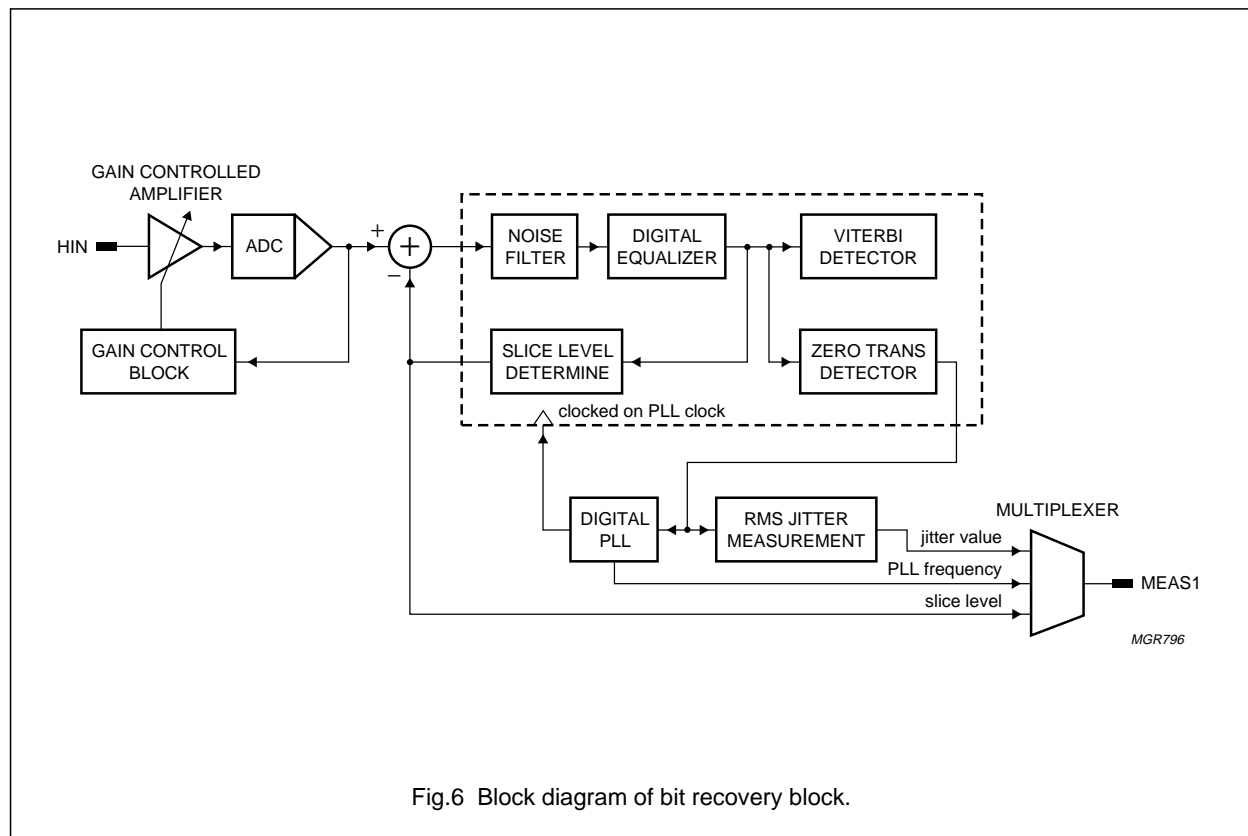 GAIN CONTROLLED
AMPLIFIER
HIN
ADC
+
+
−
NOISE
FILTER
DIGITAL
EQUALIZER
VITERBI
DETECTOR
GAIN CONTROL
BLOCK
SLICE LEVEL
DETERMINE
ZERO TRANS
DETECTOR
clocked on PLL clock
DIGITAL
PLL
RMS JITTER
MEASUREMENT
MULTIPLEXER
jitter value
PLL frequency
slice level
MEAS1
MGR796
Fig.6 Block diagram of bit recovery block.